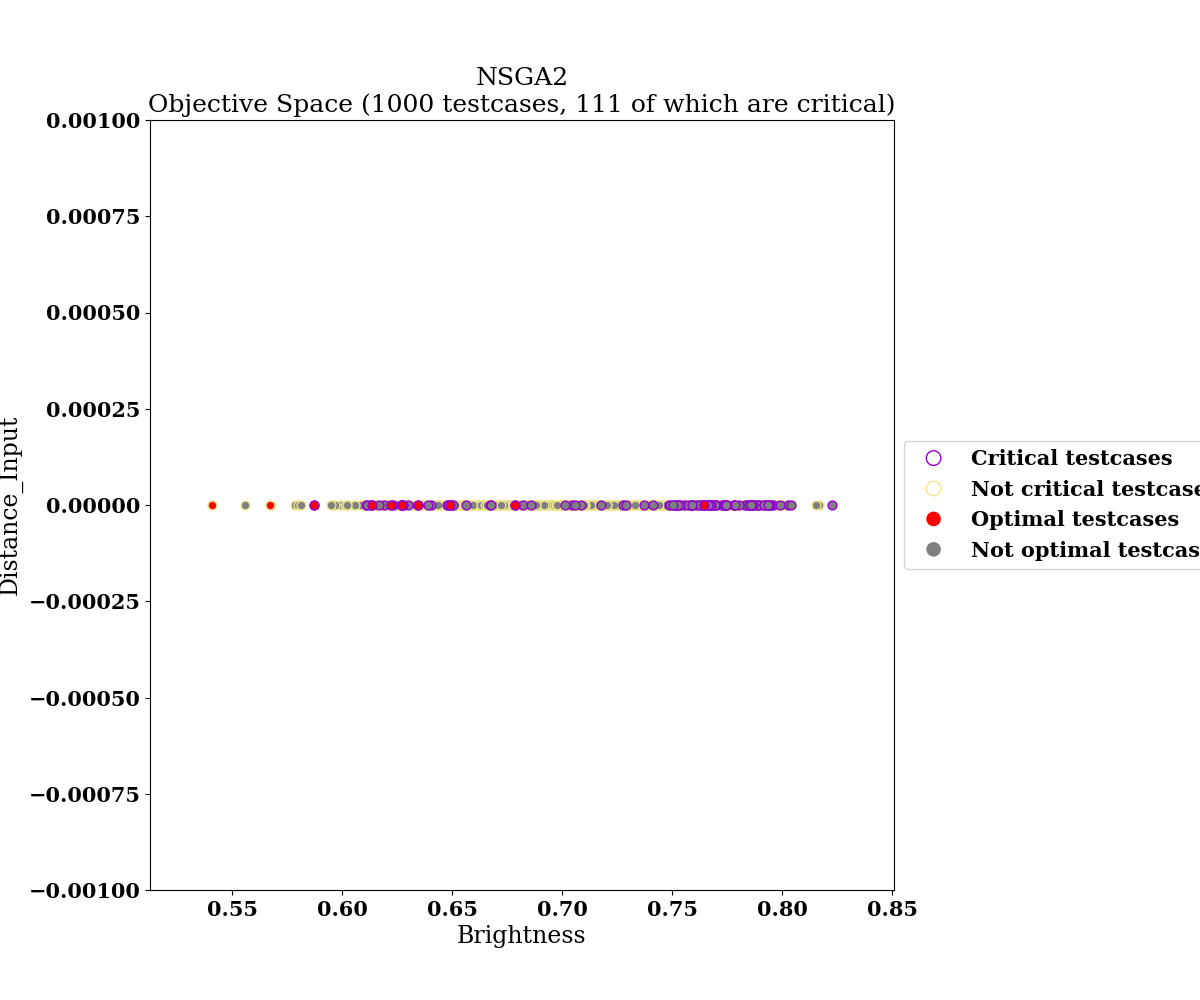 NSGA2
Objective Space (1000 testcases, 111 of which are critical)
0.00100
0.00075
0.00050
0.00025
0.00000
−0.00025
−0.00050
−0.00075
−0.00100
Distance_Input
0.55 0.60 0.65 0.70 0.75 0.80 0.85
Brightness
Critical testcases
Not critical testcase
Optimal testcases
Not optimal testcas